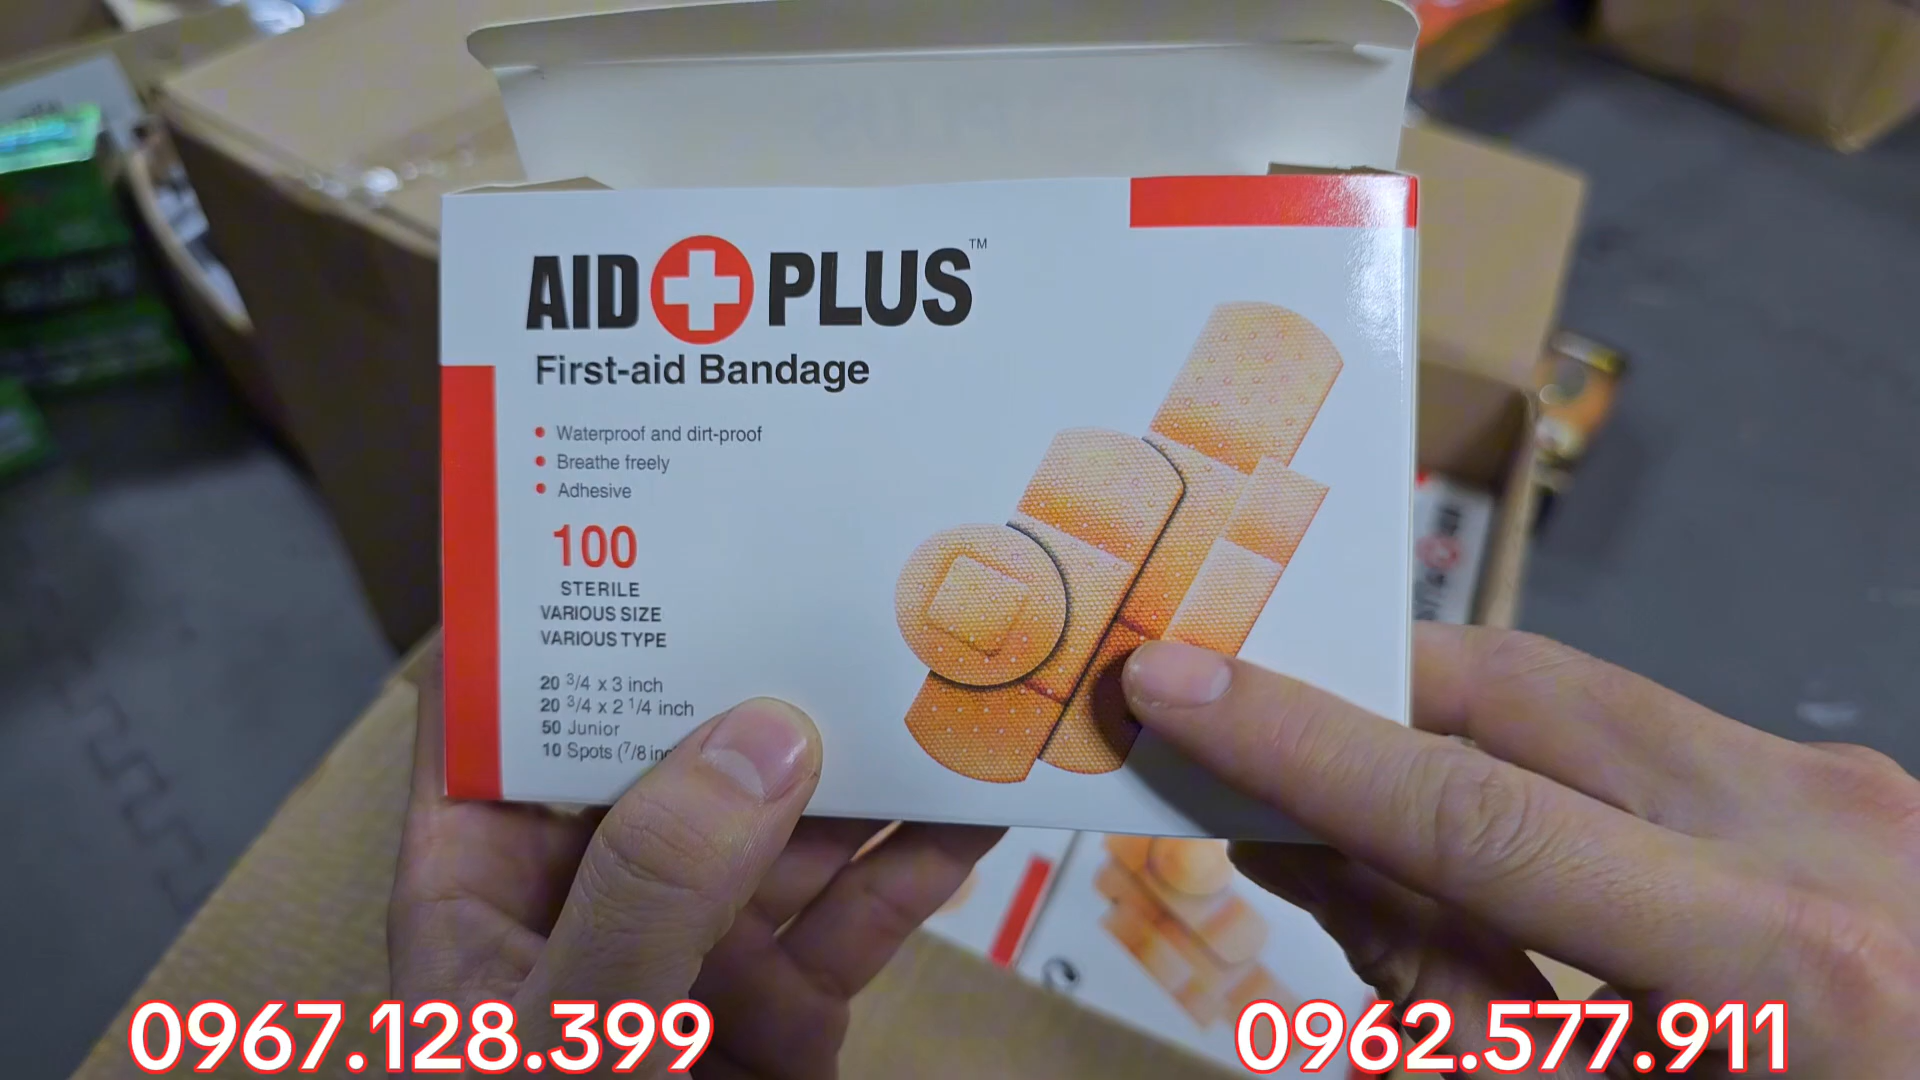 AID PLUS™
First-aid Bandage
Waterproof and dirt-proof
Breathe freely
Adhesive
100
STERILE
VARIOUS SIZE
VARIOUS TYPE
20 3/4 x 3 inch
20 3/4 x 2 1/4 inch
50 Junior
10 Spots (7/8 in
0967.128.399
0962.577.911